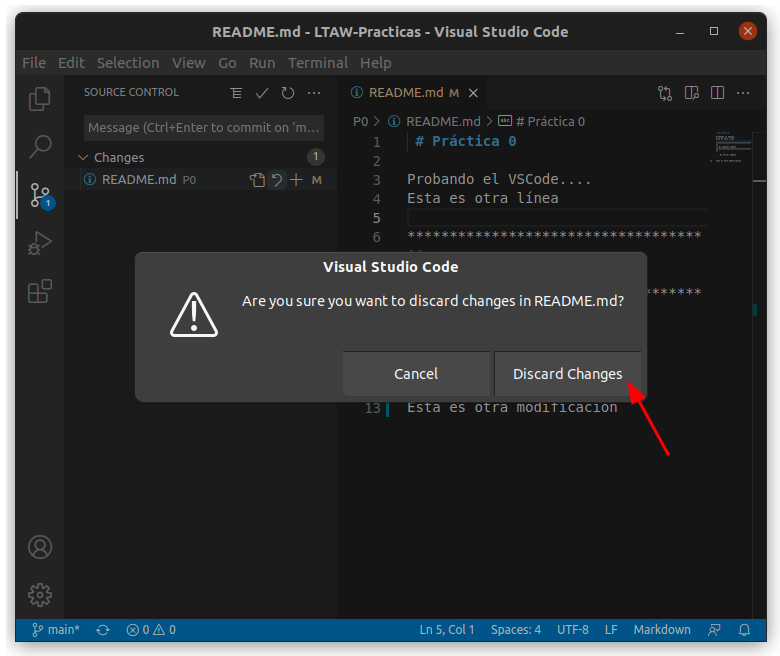 README.md - LTAW-Practicas - Visual Studio Code
File Edit Selection View Go Run Terminal Help
SOURCE CONTROL
README.md M
Message (Ctrl+Enter to commit on 'm...
P0 > README.md > # Práctica 0
Changes 1
README.md P0 M
1
1 # Práctica 0
2
3 Probando el VSCode....
4 Esta es otra línea
5
6 ***********************************
Visual Studio Code
Are you sure you want to discard changes in README.md?
Cancel Discard Changes
13 Esta es otra modificación
main* 0 0 Ln 5, Col 1 Spaces: 4 UTF-8 LF Markdown